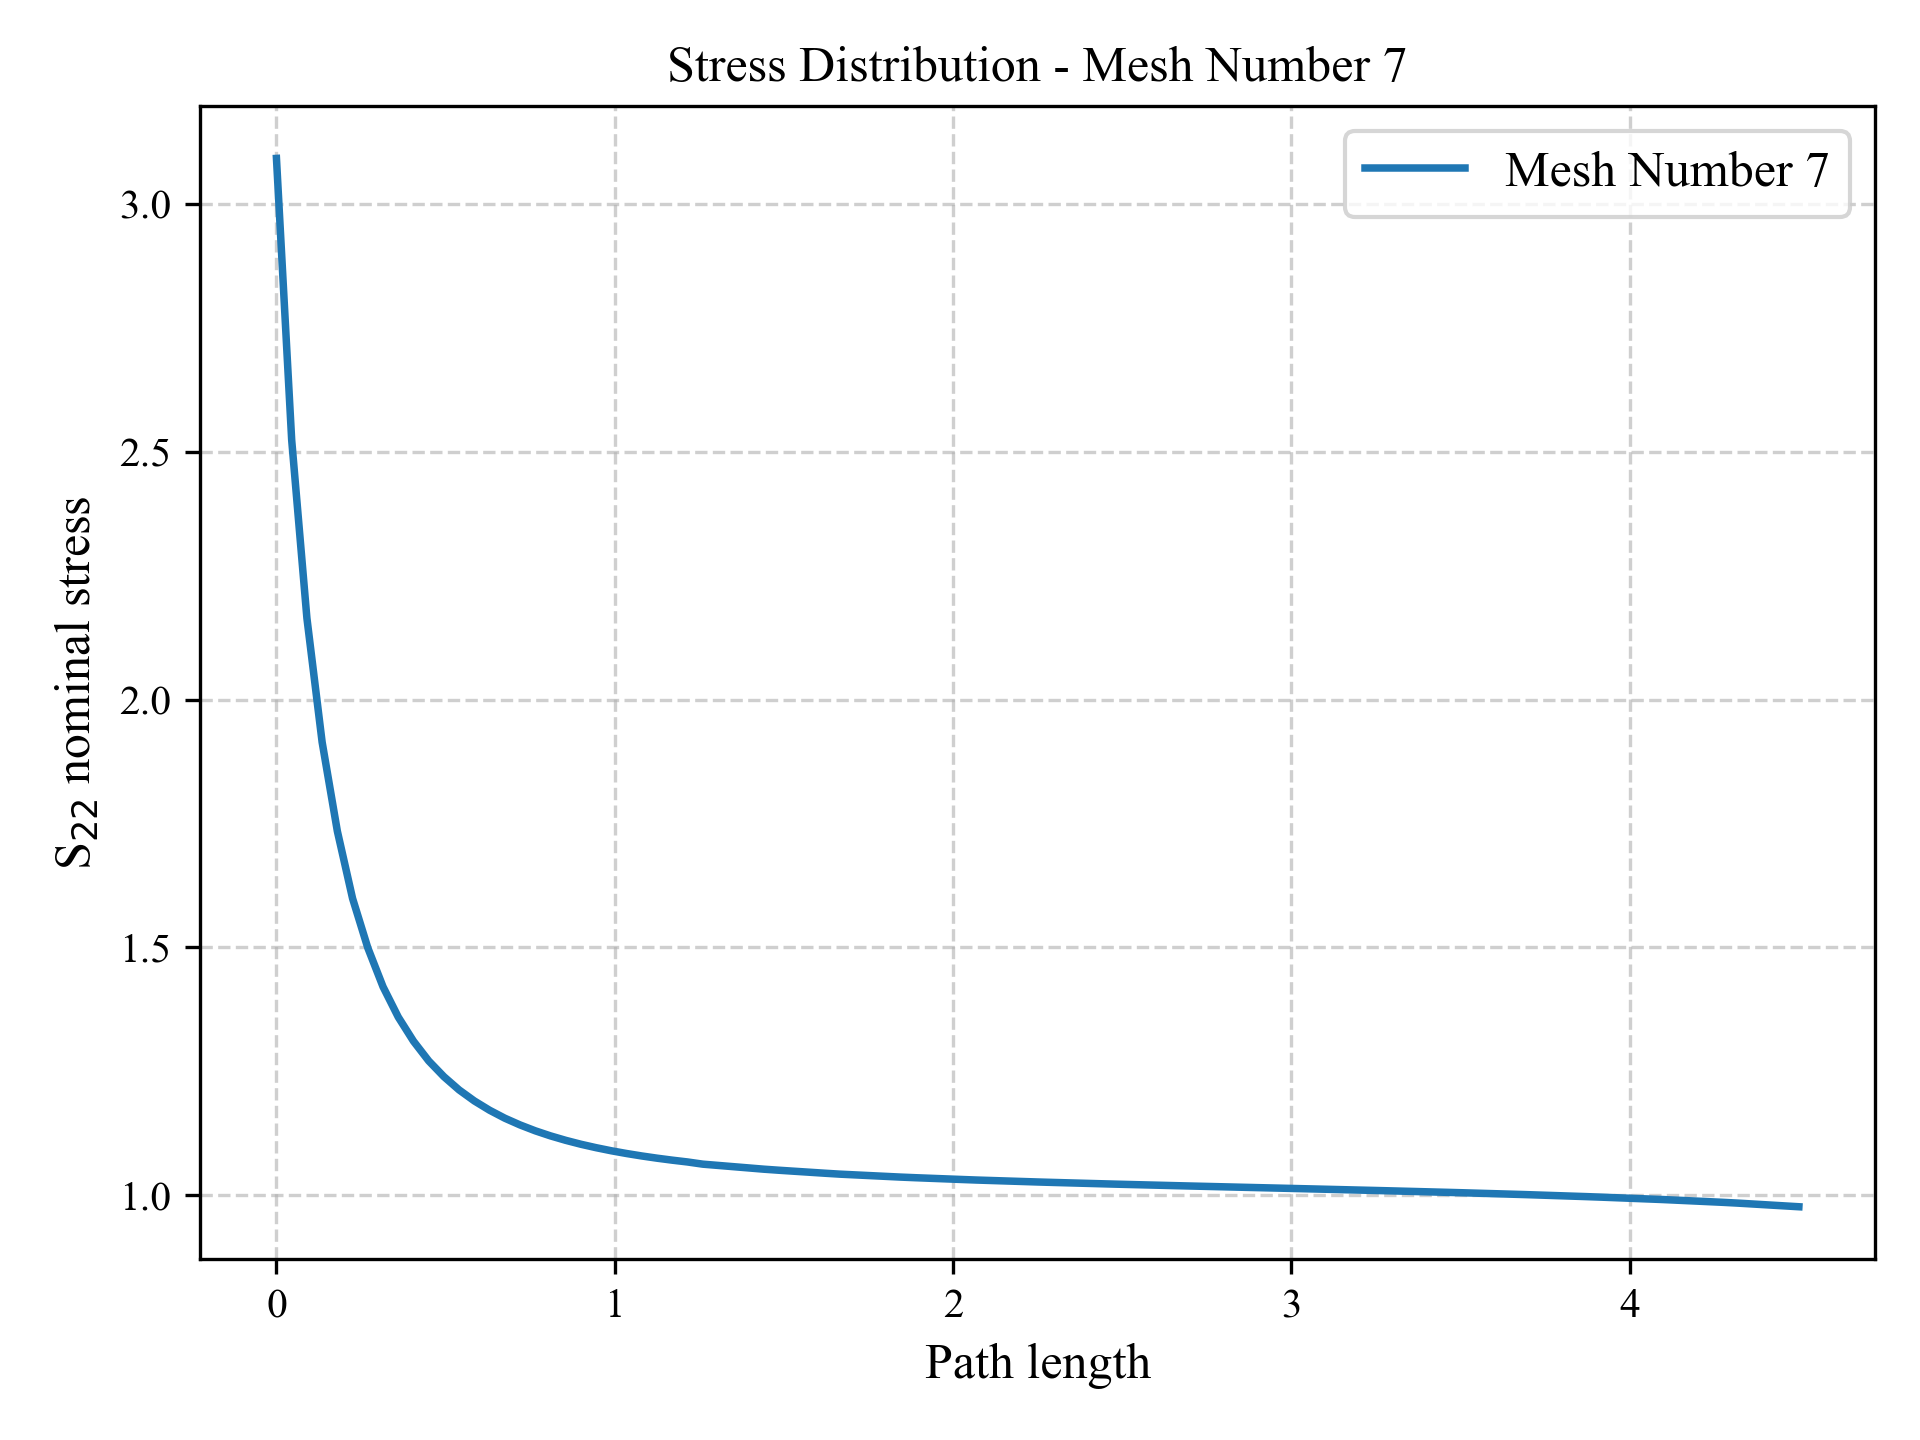 Stress Distribution - Mesh Number 7
Mesh Number 7
3.0
2.5
2.0
1.5
1.0
S₂₂ nominal stress
0 1 2 3 4
Path length